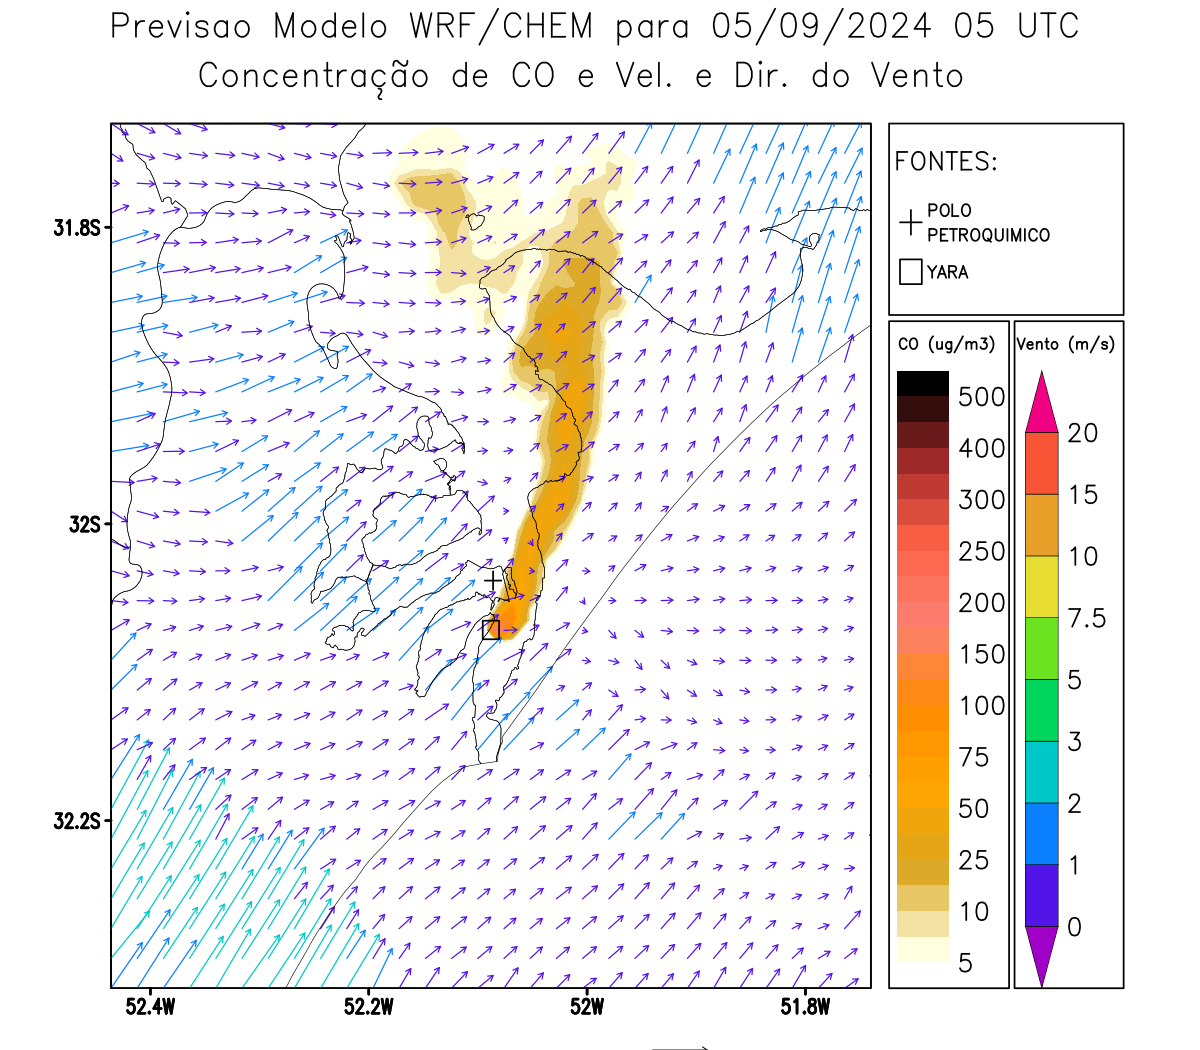 Previsao Modelo WRF/CHEM para 05/09/2024 05 UTC
Concentração de CO e Vel. e Dir. do Vento
FONTES:
POLO
PETROQUIMICO
YARA
CO (ug/m3)
500
400
300
250
200
150
100
75
50
25
10
5
Vento (m/s)
20
15
10
7.5
5
3
2
1
0
31.8S
32S
32.2S
52.4W
52.2W
52W
51.8W